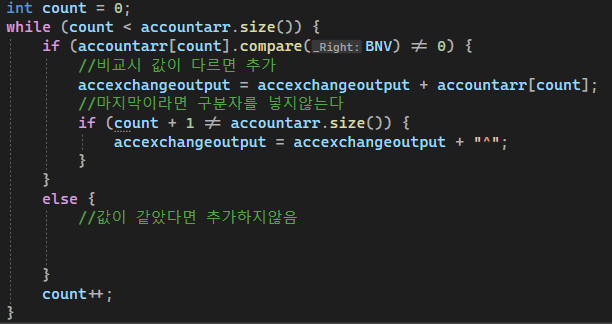 int count = 0;
while (count < accountarr.size()) {
if (accountarr[count].compare(_Right: BNV) ≠ 0) {
//비교시 값이 다르면 추가
accexchangeoutput = accexchangeoutput + accountarr[count];
//마지막이라면 구분자를 넣지않는다
if (count + 1 ≠ accountarr.size()) {
accexchangeoutput = accexchangeoutput + "^";
}
}
else {
//값이 같았다면 추가하지않음
}
count++;
}